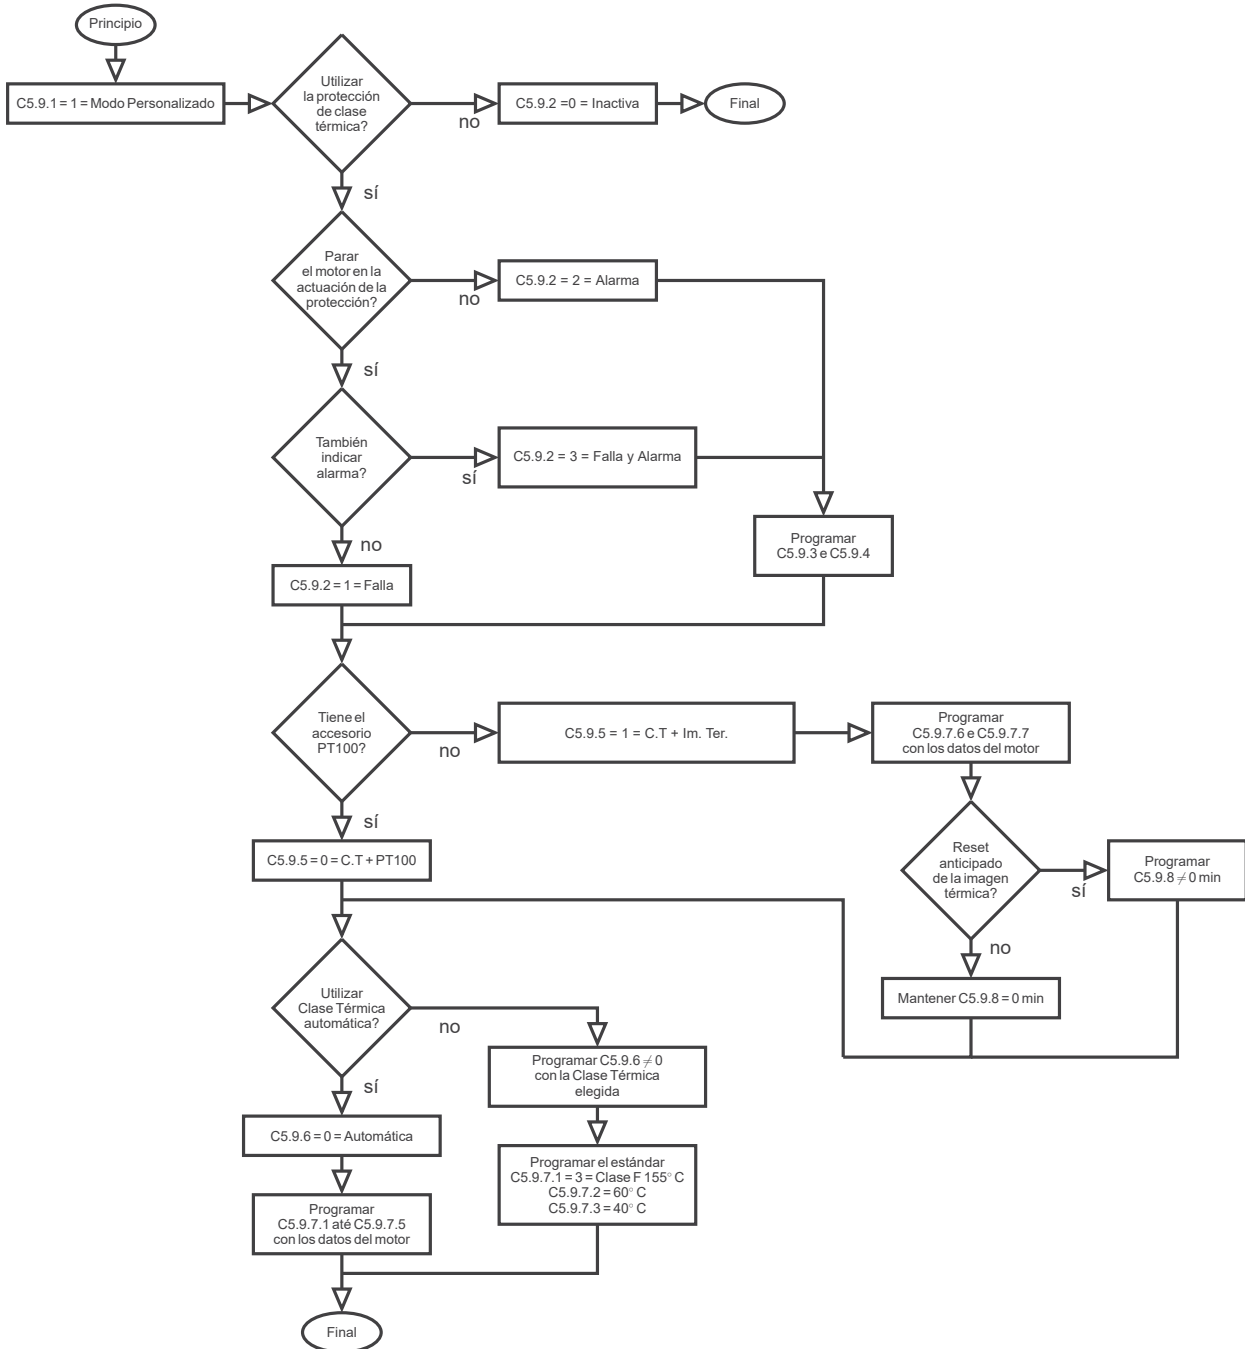 Principio
C5.9.1 = 1 = Modo Personalizado
Utilizar
la protección
de clase
térmica?
no
C5.9.2 =0 = Inactiva
Final
sí
Parar
el motor en la
actuación de la
protección?
no
C5.9.2 = 2 = Alarma
sí
También
indicar
alarma?
sí
C5.9.2 = 3 = Falla y Alarma
no
Programar
C5.9.3 e C5.9.4
C5.9.2 = 1 = Falla
Tiene el
accesorio
PT100?
no
C5.9.5 = 1 = C.T + Im. Ter.
Programar
C5.9.7.6 e C5.9.7.7
con los datos del motor
sí
C5.9.5 = 0 = C.T + PT100
Reset
anticipado
de la imagen
térmica?
sí
Programar
C5.9.8 ≠ 0 min
no
Mantener C5.9.8 = 0 min
Utilizar
Clase Térmica
automática?
no
Programar C5.9.6 ≠ 0
con la Clase Térmica
elegida
sí
C5.9.6 = 0 = Automática
Programar el estándar
C5.9.7.1 = 3 = Clase F 155° C
C5.9.7.2 = 60° C
C5.9.7.3 = 40° C
Programar
C5.9.7.1 até C5.9.7.5
con los datos del motor
Final